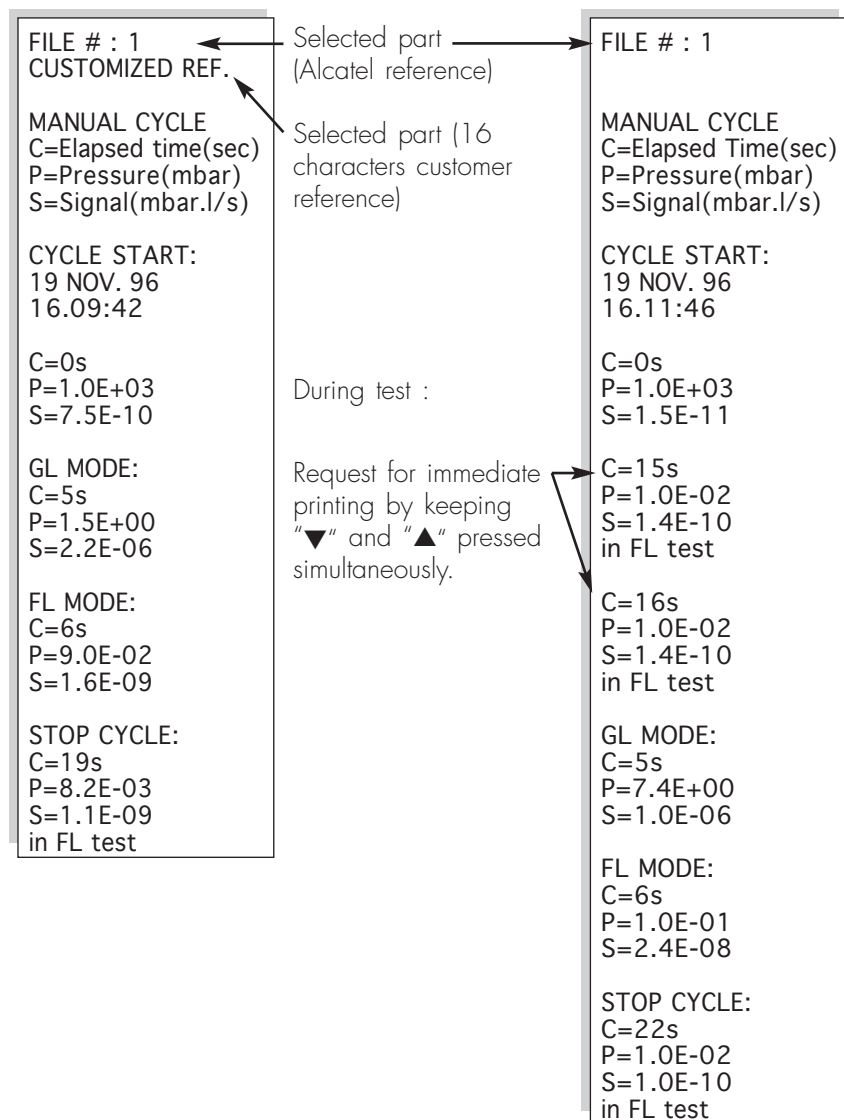 FILE # : 1
CUSTOMIZED REF.
MANUAL CYCLE
C=Elapsed time(sec)
P=Pressure(mbar)
S=Signal(mbar.l/s)
CYCLE START:
19 NOV. 96
16.09:42
C=0s
P=1.0E+03
S=7.5E-10
GL MODE:
C=5s
P=1.5E+00
S=2.2E-06
FL MODE:
C=6s
P=9.0E-02
S=1.6E-09
STOP CYCLE:
C=19s
P=8.2E-03
S=1.1E-09
in FL test
Selected part
(Alcatel reference)
Selected part (16
characters customer
reference)
During test :
Request for immediate
printing by keeping
"▼" and "▲" pressed
simultaneously.
FILE # : 1
MANUAL CYCLE
C=Elapsed Time(sec)
P=Pressure(mbar)
S=Signal(mbar.l/s)
CYCLE START:
19 NOV. 96
16.11:46
C=0s
P=1.0E+03
S=1.5E-11
C=15s
P=1.0E-02
S=1.4E-10
in FL test
C=16s
P=1.0E-02
S=1.4E-10
in FL test
GL MODE:
C=5s
P=7.4E+00
S=1.0E-06
FL MODE:
C=6s
P=1.0E-01
S=2.4E-08
STOP CYCLE:
C=22s
P=1.0E-02
S=1.0E-10
in FL test